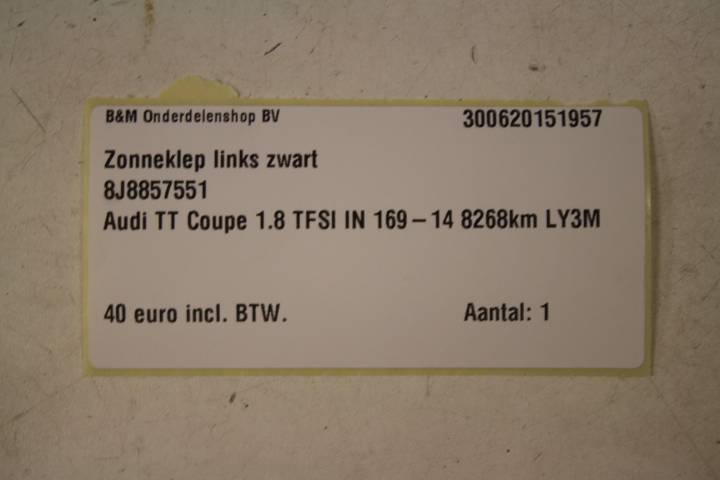 B&M Onderdelenshop BV 300620151957
Zonneklep links zwart
8J8857551
Audi TT Coupe 1.8 TFSI IN 169-14 8268km LY3M
40 euro incl. BTW. Aantal: 1